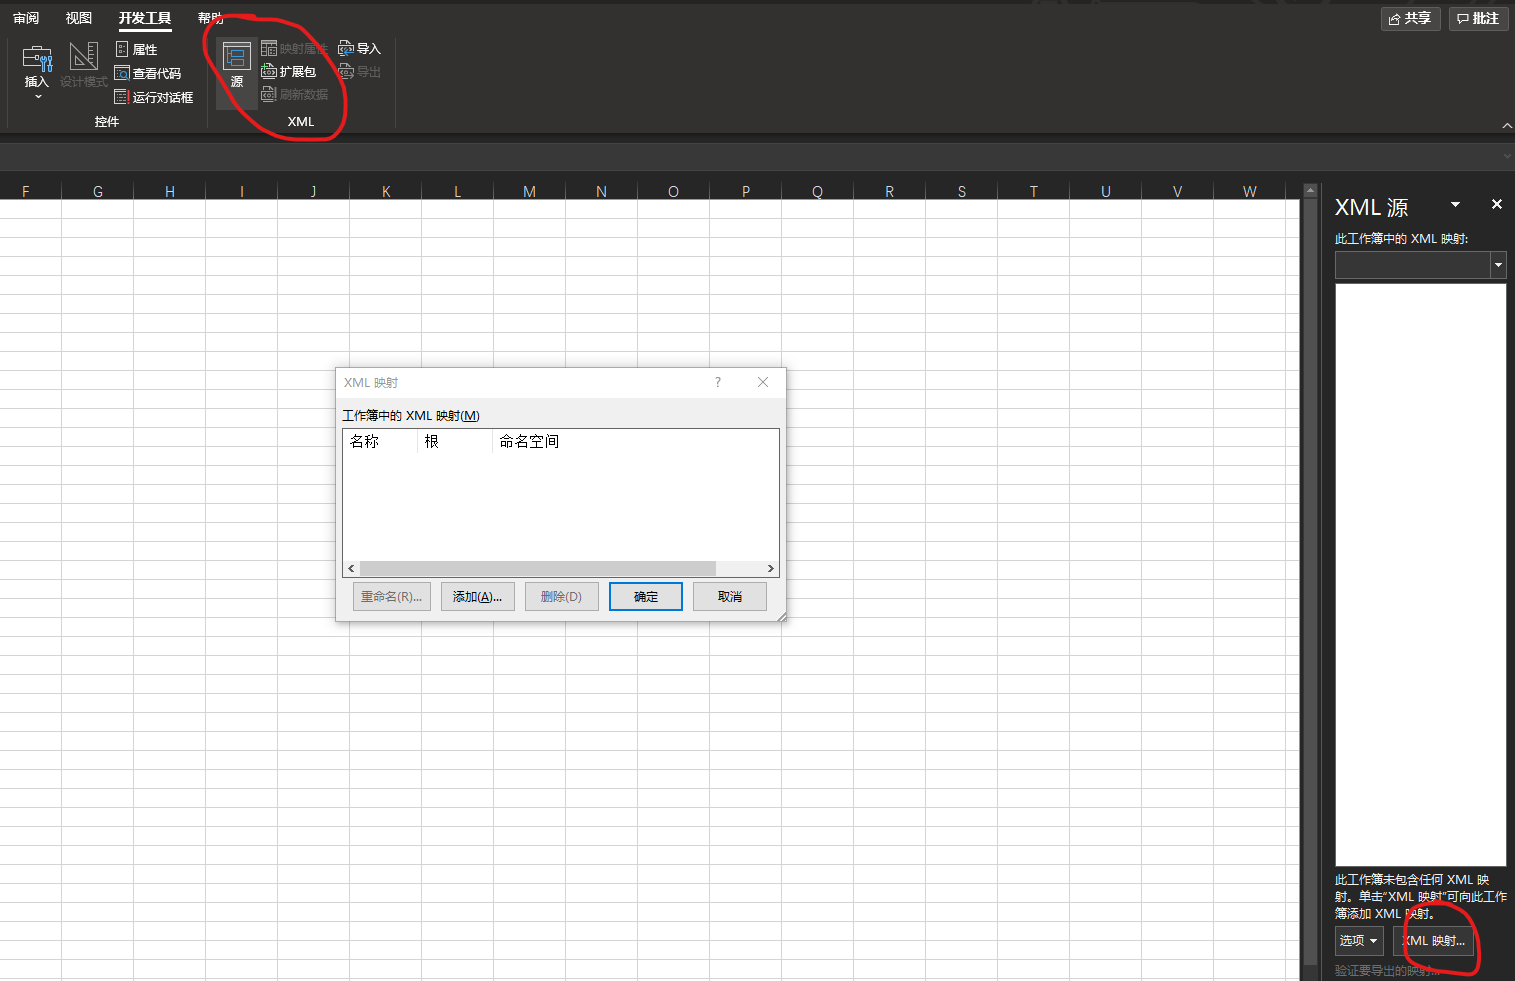 审阅 视图 开发工具 帮助 共享 批注
插入 设计模式 属性 查看代码 运行对话框 控件
源 映射属性 扩展包 刷新数据 导入 导出 XML
F G H I J K L M N O P Q R S T U V W
XML 源
此工作簿中的 XML 映射:
XML 映射 ?
工作簿中的 XML 映射(M)
名称 根 命名空间
重命名(R)... 添加(A)... 删除(D) 确定 取消
此工作簿未包含任何 XML 映
射。单击“XML 映射”可向此工作
簿添加 XML 映射。
选项 XML 映射...
验证要导出的映射...